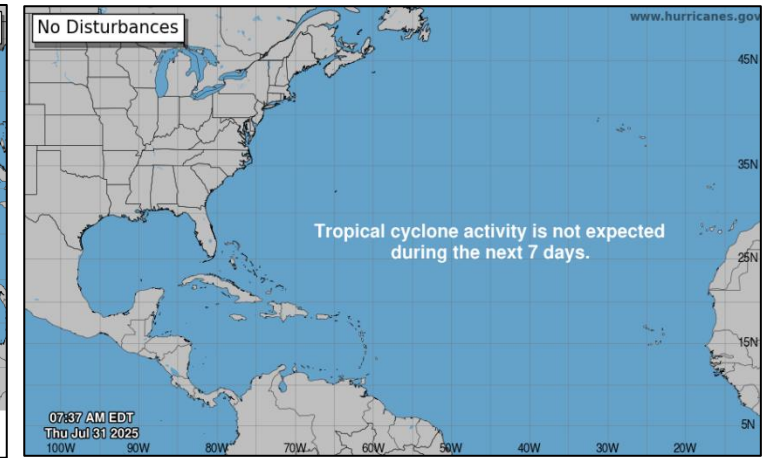 No Disturbances
www.hurricanes.gov
45N
35N
Tropical cyclone activity is not expected
during the next 7 days.
25N
15N
07:37 AM EDT
Thu Jul 31 2025
5N
100W 90W 80W 70W 60W 50W 40W 30W 20W